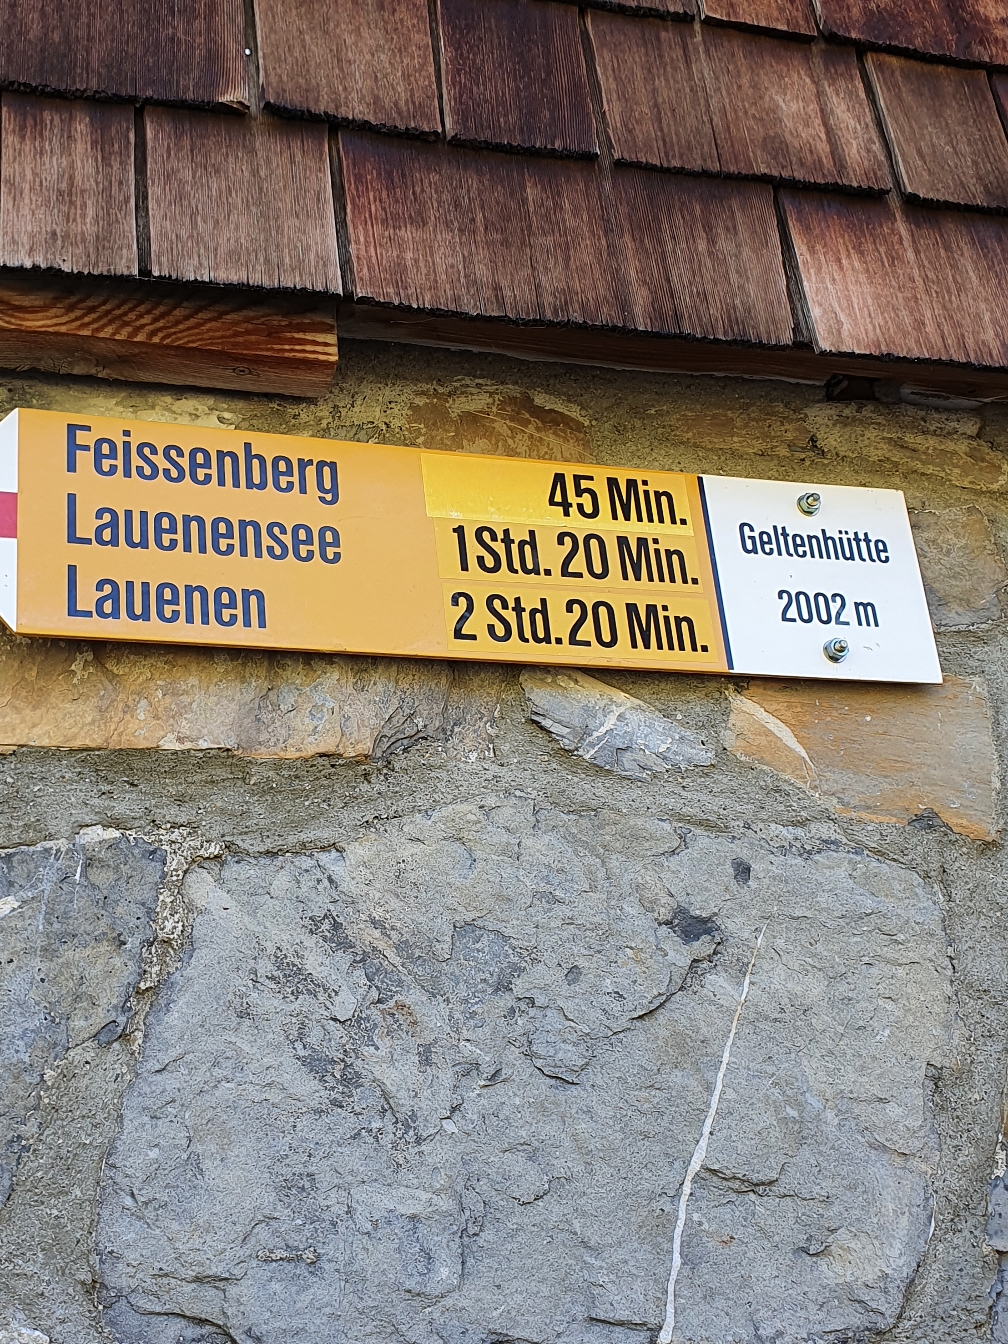 Feissenberg 45 Min.
Lauenensee 1 Std. 20 Min.
Lauenen 2 Std. 20 Min.
Geltenhütte
2002 m